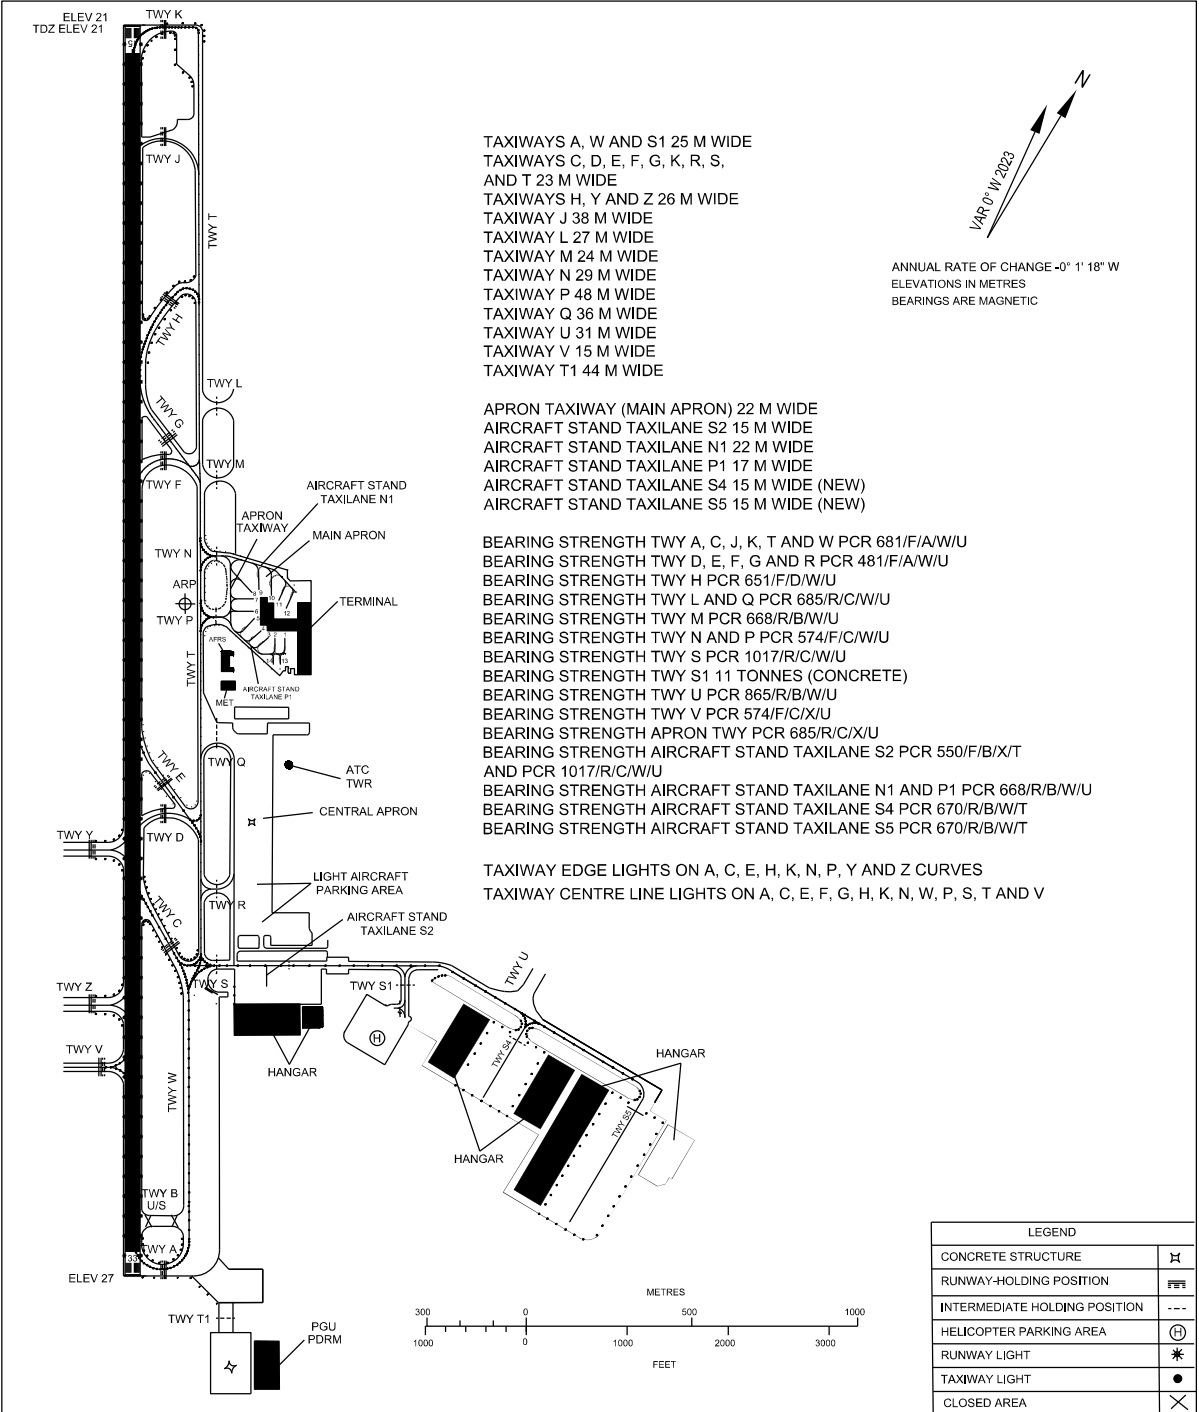 ELEV 21
TDZ ELEV 21
TWY K
15
TWY J
TWY T
TWY H
TWY L
TWY G
TWY M
TWY F
AIRCRAFT STAND
TAXILANE N1
APRON
TAXIWAY
MAIN APRON
TWY N
ARP
TWY P
TERMINAL
8
9
7
10
11
6
12
5
4
3
2
1
14
13
AFRS
TWY T
MET
AIRCRAFT STAND
TAXILANE P1
TWY E
TWY Q
ATC
TWR
CENTRAL APRON
TWY Y
TWY D
LIGHT AIRCRAFT
PARKING AREA
TWY C
TWY R
AIRCRAFT STAND
TAXILANE S2
TWY U
TWY Z
TWY S
TWY S1
TWY V
H
HANGAR
TWY W
TWY S4
HANGAR
TWY S5
HANGAR
TWY B
U/S
TWY A
33
ELEV 27
TWY T1
PGU
PDRM
TAXIWAYS A, W AND S1 25 M WIDE
TAXIWAYS C, D, E, F, G, K, R, S,
AND T 23 M WIDE
TAXIWAYS H, Y AND Z 26 M WIDE
TAXIWAY J 38 M WIDE
TAXIWAY L 27 M WIDE
TAXIWAY M 24 M WIDE
TAXIWAY N 29 M WIDE
TAXIWAY P 48 M WIDE
TAXIWAY Q 36 M WIDE
TAXIWAY U 31 M WIDE
TAXIWAY V 15 M WIDE
TAXIWAY T1 44 M WIDE
APRON TAXIWAY (MAIN APRON) 22 M WIDE
AIRCRAFT STAND TAXILANE S2 15 M WIDE
AIRCRAFT STAND TAXILANE N1 22 M WIDE
AIRCRAFT STAND TAXILANE P1 17 M WIDE
AIRCRAFT STAND TAXILANE S4 15 M WIDE (NEW)
AIRCRAFT STAND TAXILANE S5 15 M WIDE (NEW)
BEARING STRENGTH TWY A, C, J, K, T AND W PCR 681/F/A/W/U
BEARING STRENGTH TWY D, E, F, G AND R PCR 481/F/A/W/U
BEARING STRENGTH TWY H PCR 651/F/D/W/U
BEARING STRENGTH TWY L AND Q PCR 685/R/C/W/U
BEARING STRENGTH TWY M PCR 668/R/B/W/U
BEARING STRENGTH TWY N AND P PCR 574/F/C/W/U
BEARING STRENGTH TWY S PCR 1017/R/C/W/U
BEARING STRENGTH TWY S1 11 TONNES (CONCRETE)
BEARING STRENGTH TWY U PCR 865/R/B/W/U
BEARING STRENGTH TWY V PCR 574/F/C/X/U
BEARING STRENGTH APRON TWY PCR 685/R/C/X/U
BEARING STRENGTH AIRCRAFT STAND TAXILANE S2 PCR 550/F/B/X/T
AND PCR 1017/R/C/W/U
BEARING STRENGTH AIRCRAFT STAND TAXILANE N1 AND P1 PCR 668/R/B/W/U
BEARING STRENGTH AIRCRAFT STAND TAXILANE S4 PCR 670/R/B/W/T
BEARING STRENGTH AIRCRAFT STAND TAXILANE S5 PCR 670/R/B/W/T
TAXIWAY EDGE LIGHTS ON A, C, E, H, K, N, P, Y AND Z CURVES
TAXIWAY CENTRE LINE LIGHTS ON A, C, E, F, G, H, K, N, W, P, S, T AND V
N
VAR 0° W 2023
ANNUAL RATE OF CHANGE -0° 1' 18" W
ELEVATIONS IN METRES
BEARINGS ARE MAGNETIC
METRES
300 0 500 1000
1000 0 1000 2000 3000
FEET
LEGEND
CONCRETE STRUCTURE
RUNWAY-HOLDING POSITION
INTERMEDIATE HOLDING POSITION
HELICOPTER PARKING AREA H
RUNWAY LIGHT
TAXIWAY LIGHT
CLOSED AREA